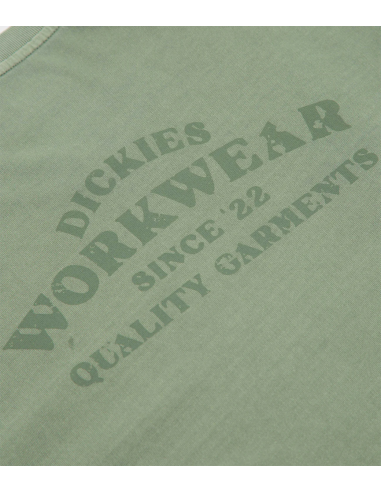 DICKIES
WORKWEAR
SINCE '22
QUALITY GARMENTS